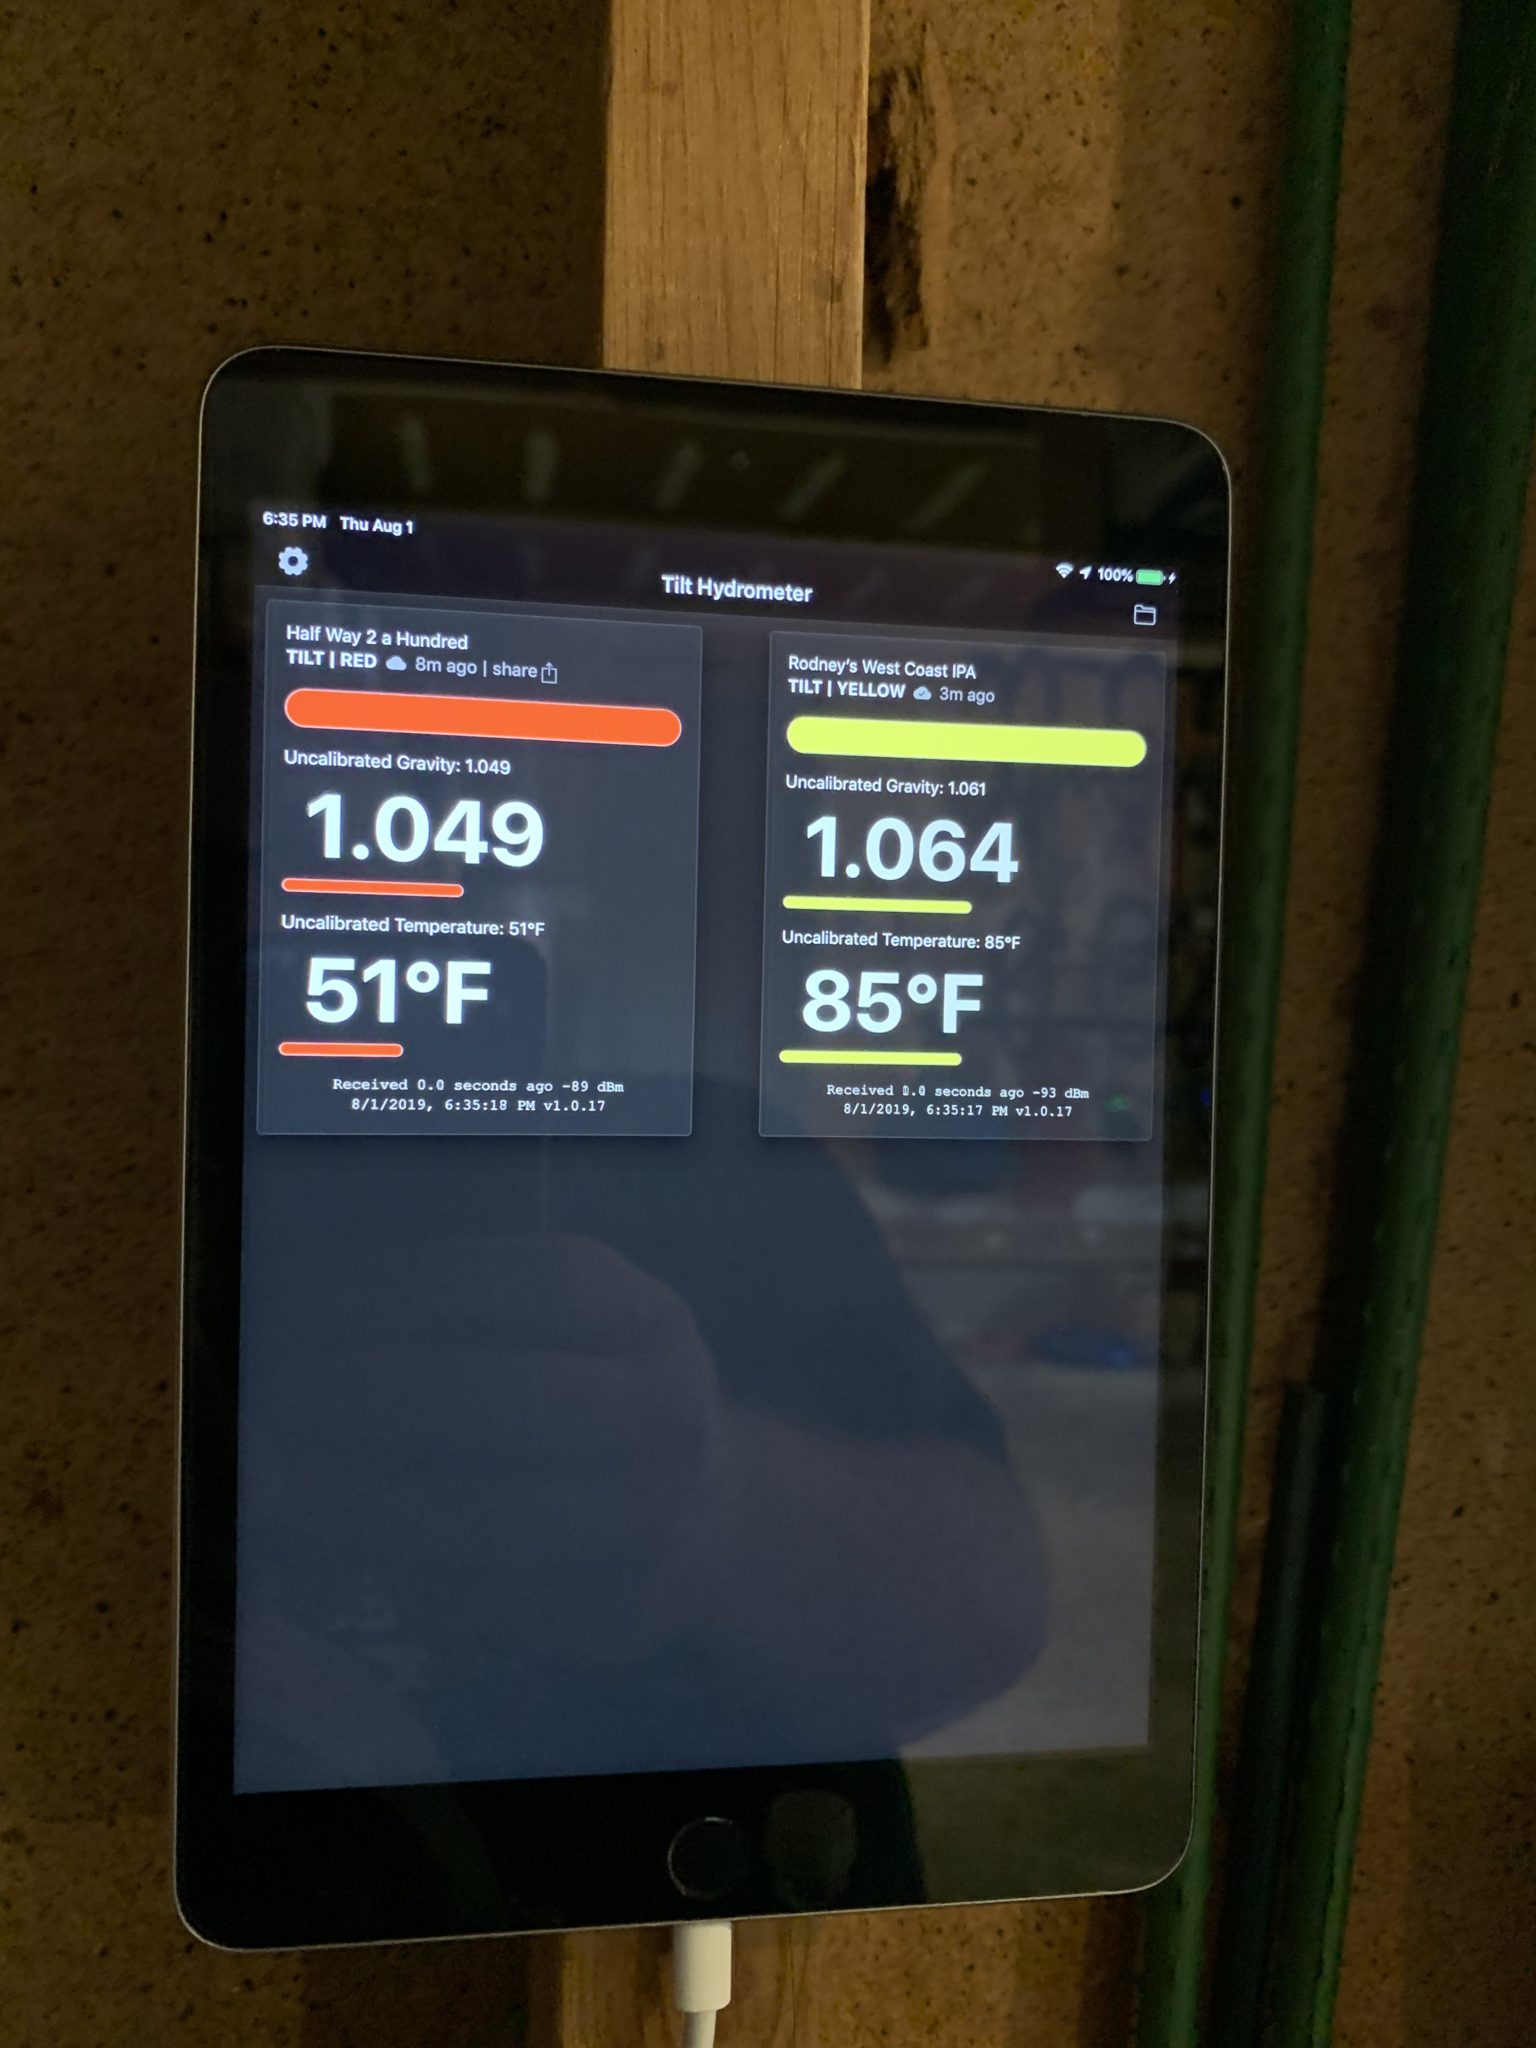 6:35 PM Thu Aug 1
100%
Tilt Hydrometer
Half Way 2 a Hundred
TILT | RED 8m ago | share
Uncalibrated Gravity: 1.049
1.049
Uncalibrated Temperature: 51°F
51°F
Received 0.0 seconds ago -89 dBm
8/1/2019, 6:35:18 PM v1.0.17
Rodney's West Coast IPA
TILT | YELLOW 3m ago
Uncalibrated Gravity: 1.061
1.064
Uncalibrated Temperature: 85°F
85°F
Received 0.0 seconds ago -93 dBm
8/1/2019, 6:35:17 PM v1.0.17